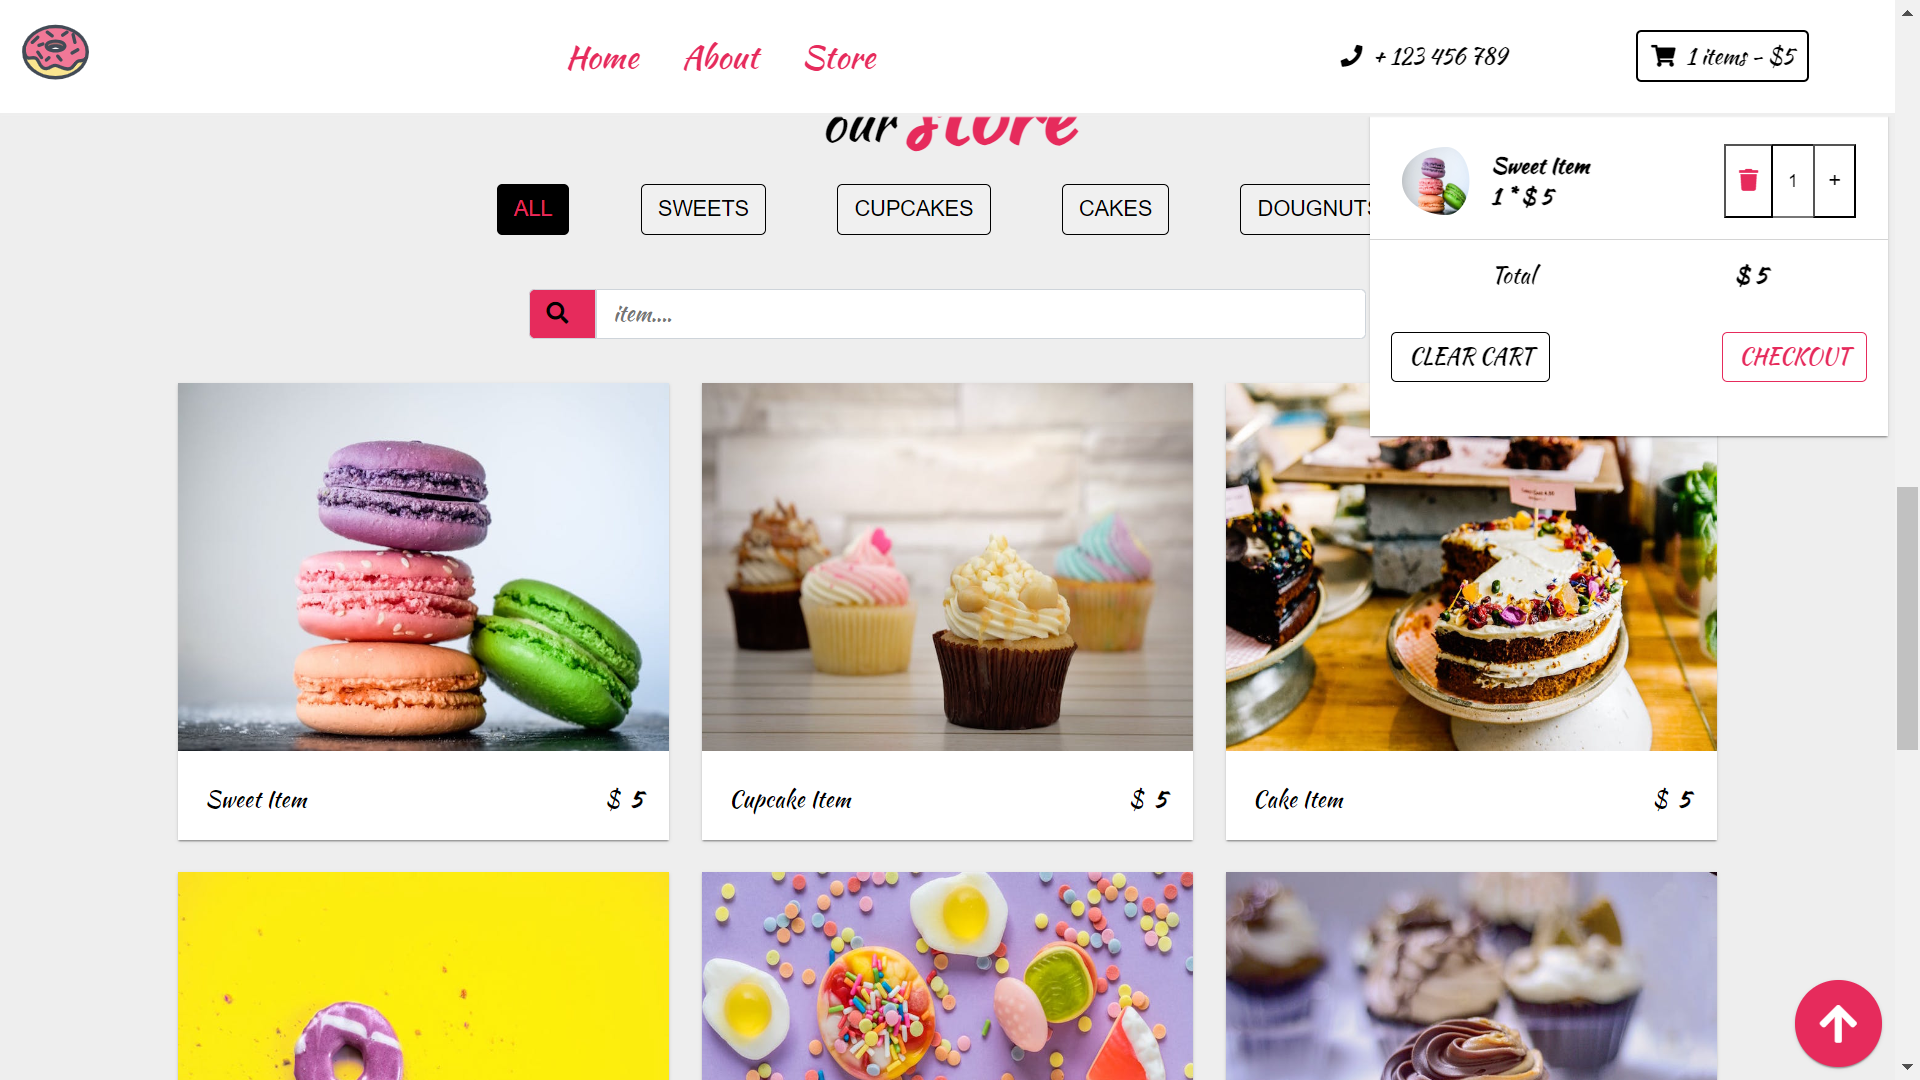 Home About Store
+ 123 456 789
1 items - $5
our store
Sweet Item
1 * $ 5
1 +
Total $ 5
CLEAR CART CHECKOUT
ALL SWEETS CUPCAKES CAKES DOUGNUTS
item....
Sweet Item $ 5
Cupcake Item $ 5
Cake Item $ 5